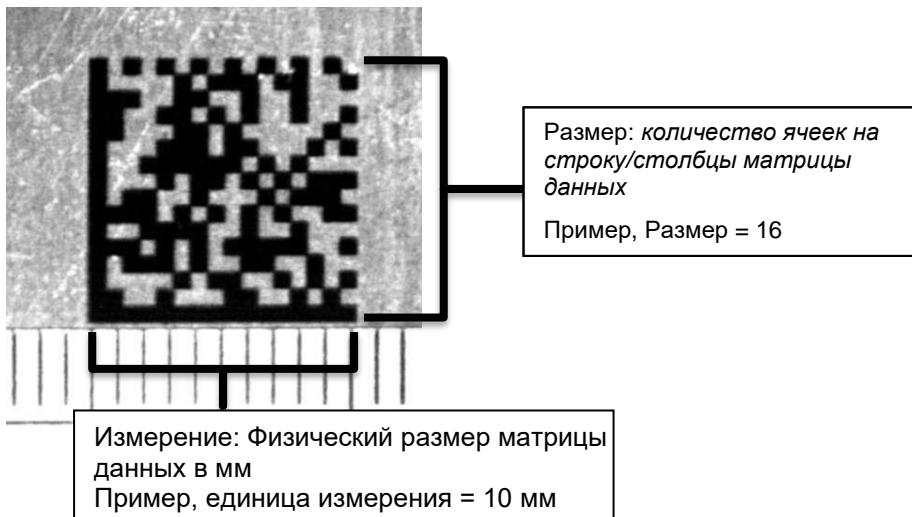 Размер: количество ячеек на
строку/столбцы матрицы
данных
Пример, Размер = 16
Измерение: Физический размер матрицы
данных в мм
Пример, единица измерения = 10 мм